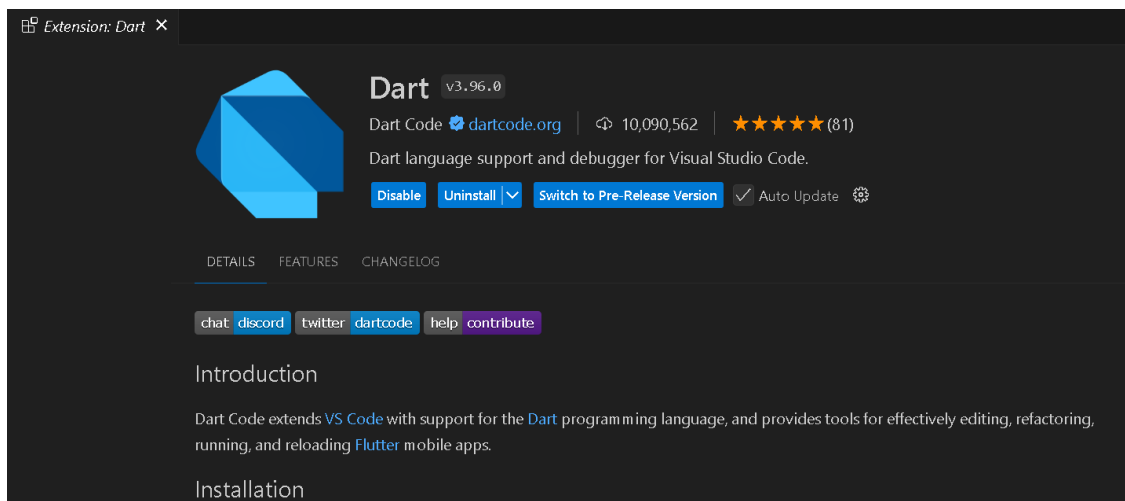 Extension: Dart
Dart v3.96.0
Dart Code dartcode.org 10,090,562 (81)
Dart language support and debugger for Visual Studio Code.
Disable Uninstall Switch to Pre-Release Version Auto Update
DETAILS FEATURES CHANGELOG
chat discord twitter dartcode help contribute
Introduction
Dart Code extends VS Code with support for the Dart programming language, and provides tools for effectively editing, refactoring,
running, and reloading Flutter mobile apps.
Installation